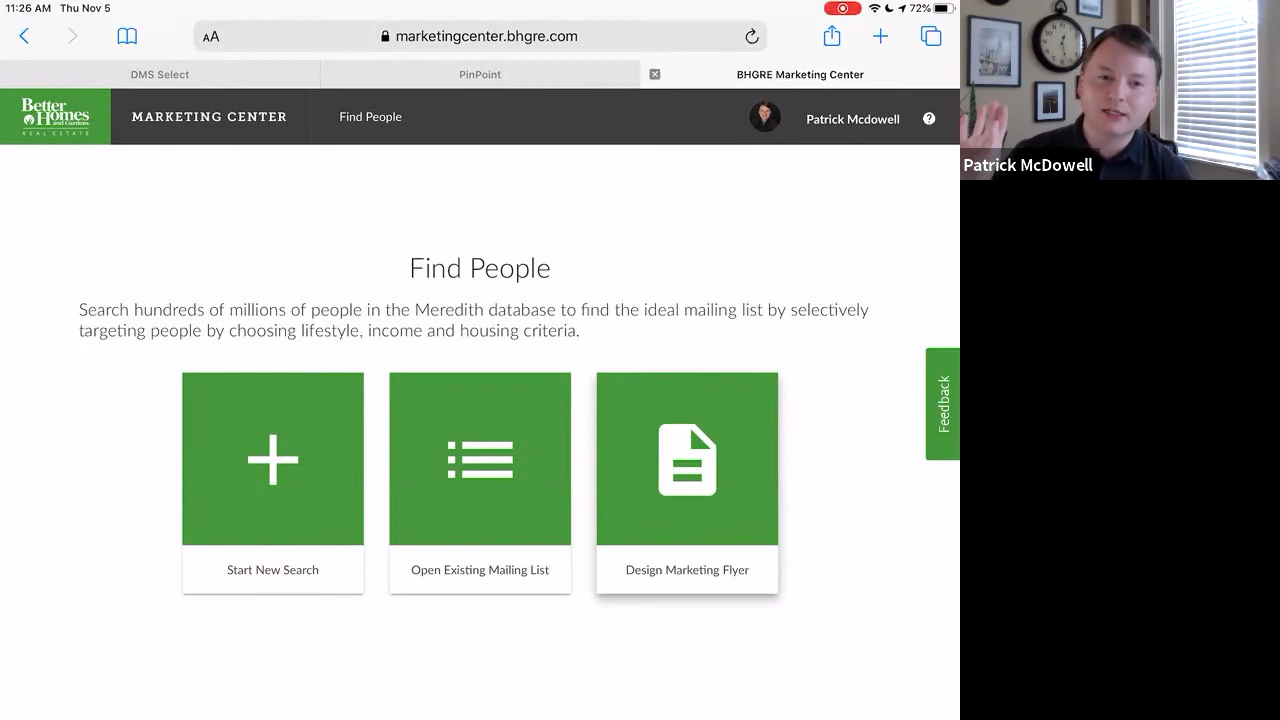 11:26 AM Thu Nov 5
72%
AA
marketingcenter.bhgre.com
DMS Select
PinPoint
BHGRE Marketing Center
Better
Homes
and Gardens
REAL ESTATE
MARKETING CENTER
Find People
Patrick Mcdowell
?
Patrick McDowell
Find People
Search hundreds of millions of people in the Meredith database to find the ideal mailing list by selectively
targeting people by choosing lifestyle, income and housing criteria.
Feedback
Start New Search
Open Existing Mailing List
Design Marketing Flyer